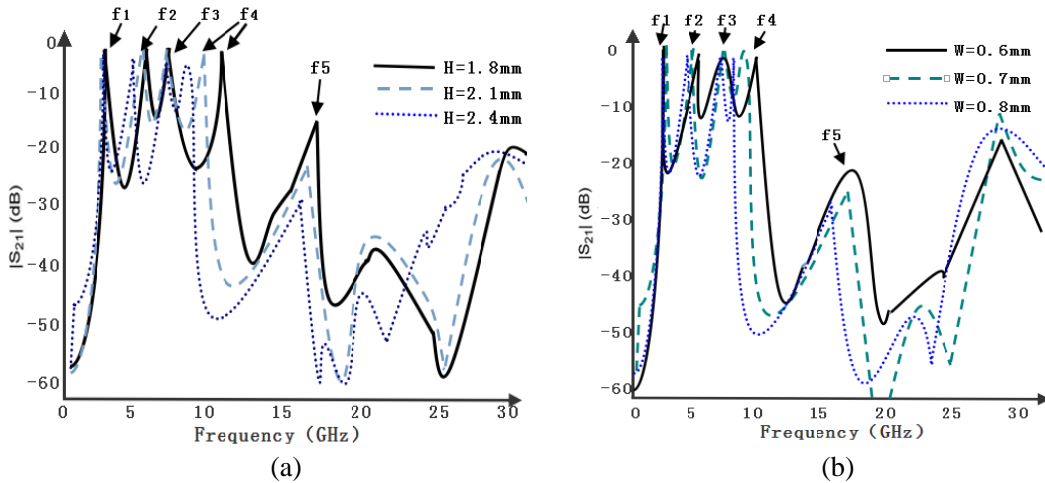 f1 f2 f3 f4
0
-10
-20
-30
-40
-50
-60
|S21| (dB)
f5
H=1.8mm
H=2.1mm
H=2.4mm
0 5 10 15 20 25 30
Frequency (GHz)
(a)
f1 f2 f3 f4
0
-10
-20
-30
-40
-50
-60
|S21| (dB)
f5
W=0.6mm
W=0.7mm
W=0.8mm
0 5 10 15 20 25 30
Frequency (GHz)
(b)